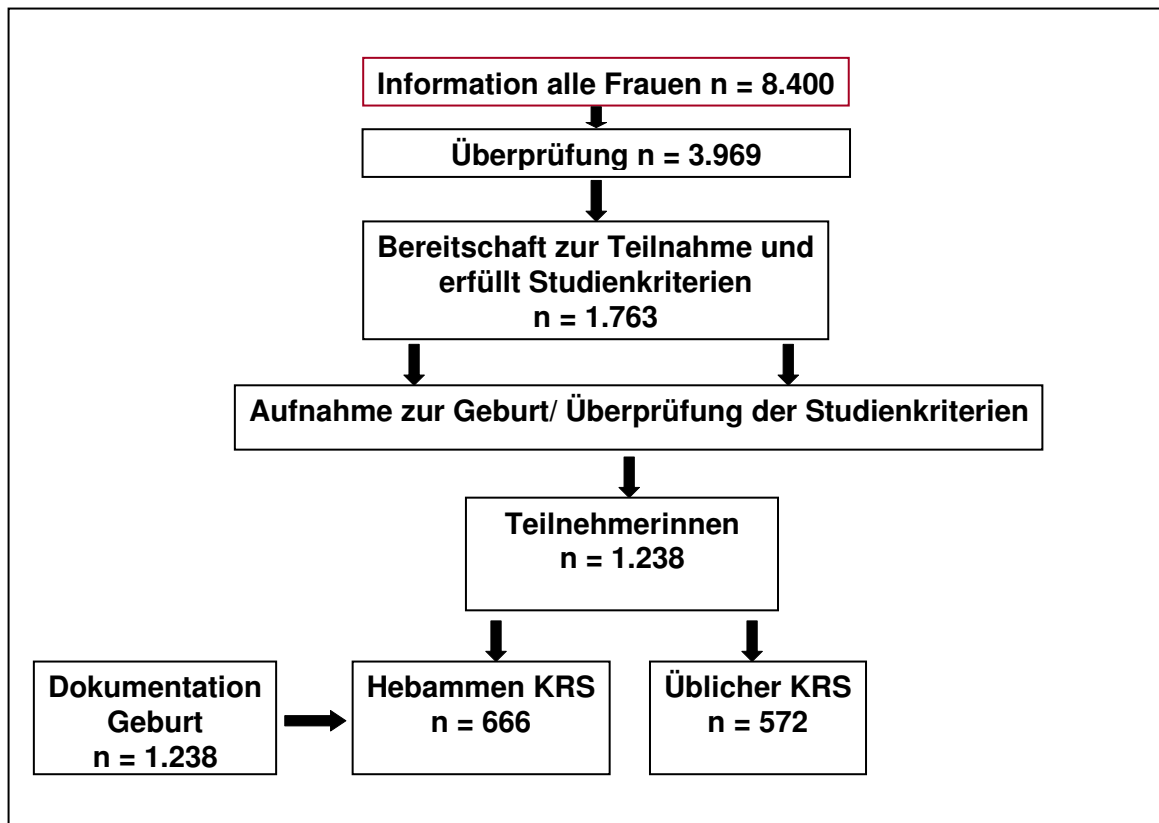 Information alle Frauen n = 8.400
Überprüfung n = 3.969
Bereitschaft zur Teilnahme und
erfüllt Studienkriterien
n = 1.763
Aufnahme zur Geburt/ Überprüfung der Studienkriterien
Teilnehmerinnen
n = 1.238
Dokumentation
Geburt
n = 1.238
Hebammen KRS
n = 666
Üblicher KRS
n = 572